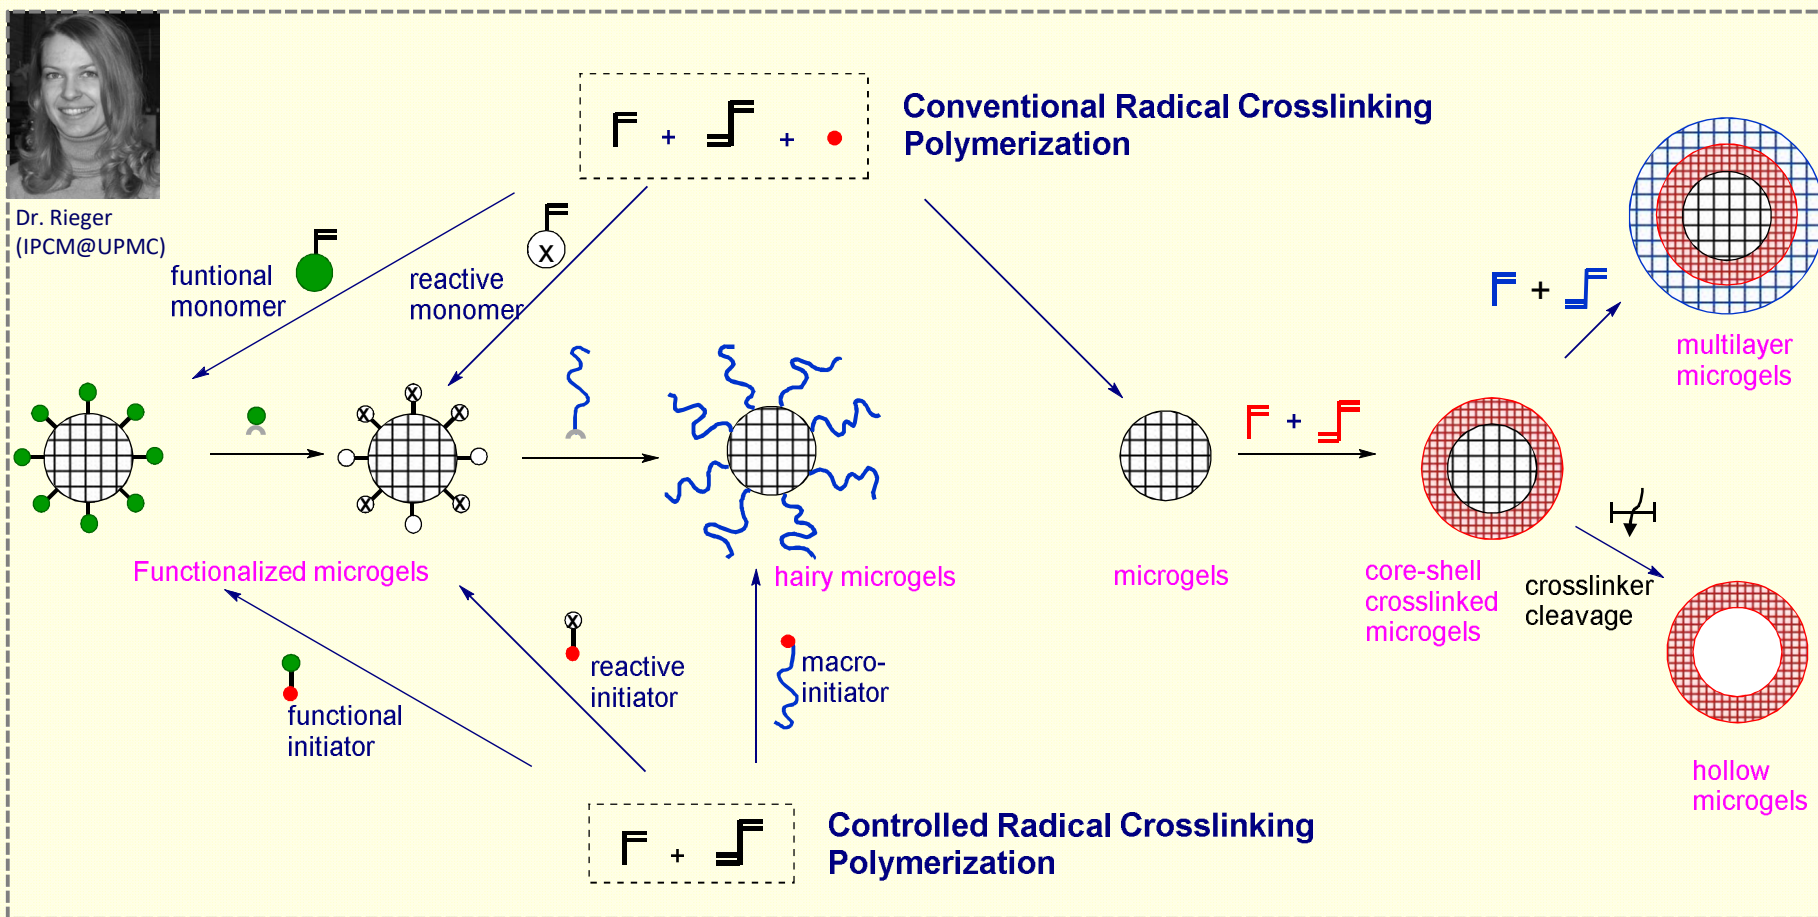 Conventional Radical Crosslinking
Polymerization
+
+
Dr. Rieger
(IPCM@UPMC)
funtional
monomer
reactive
monomer
X
+
multilayer
microgels
X
X
X
X
X
+
Functionalized microgels
hairy microgels
microgels
core-shell
crosslinked
microgels
crosslinker
cleavage
X
reactive
initiator
macro-
initiator
functional
initiator
hollow
microgels
+
Controlled Radical Crosslinking
Polymerization